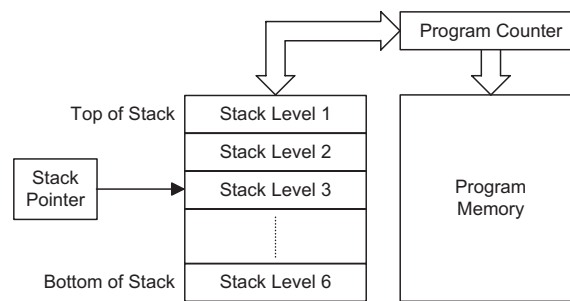 Program Counter
Top of Stack
Stack Level 1
Stack Level 2
Stack
Pointer
Stack Level 3
Program
Memory
Bottom of Stack
Stack Level 6